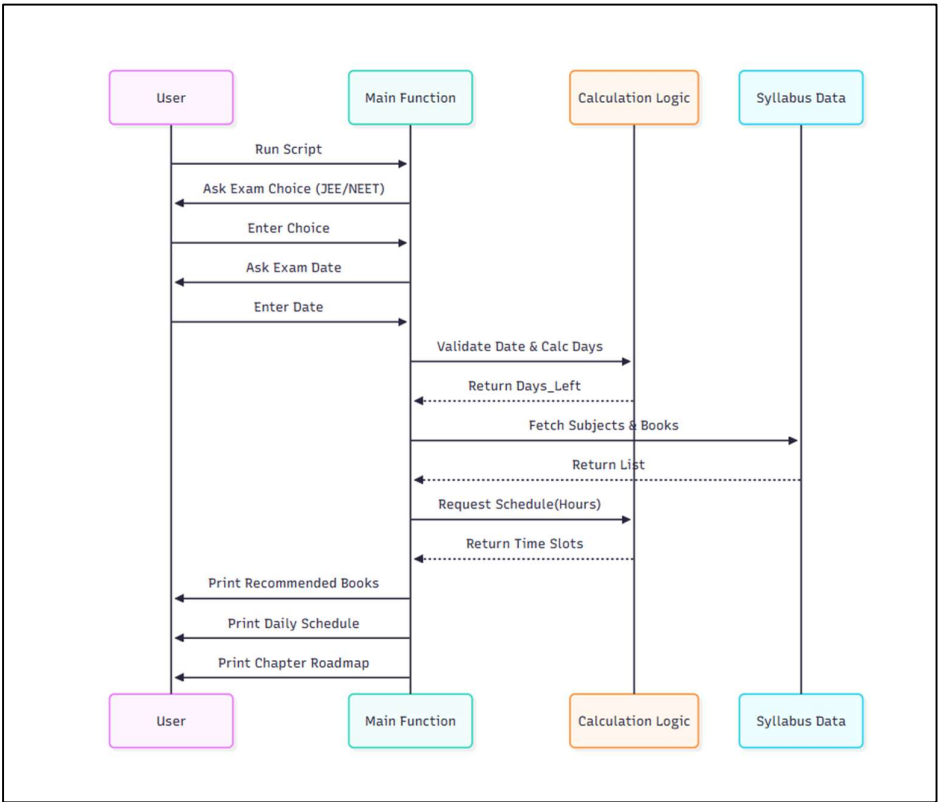 User
Main Function
Calculation Logic
Syllabus Data
Run Script
Ask Exam Choice (JEE/NEET)
Enter Choice
Ask Exam Date
Enter Date
Validate Date & Calc Days
Return Days_Left
Fetch Subjects & Books
Return List
Request Schedule(Hours)
Return Time Slots
Print Recommended Books
Print Daily Schedule
Print Chapter Roadmap
User
Main Function
Calculation Logic
Syllabus Data